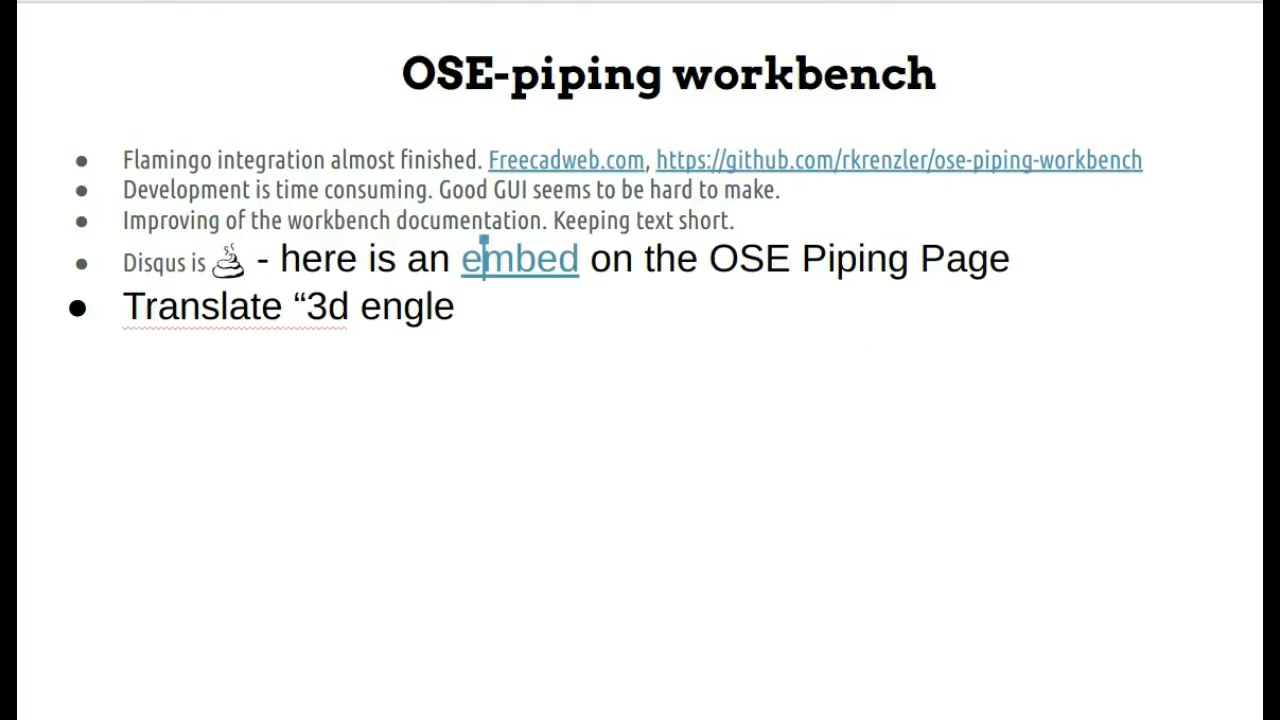 OSE-piping workbench
● Flamingo integration almost finished. Freecadweb.com, https://github.com/rkrenzler/ose-piping-workbench
● Development is time consuming. Good GUI seems to be hard to make.
● Improving of the workbench documentation. Keeping text short.
● Disqus is 💩 - here is an embed on the OSE Piping Page
● Translate “3d engle